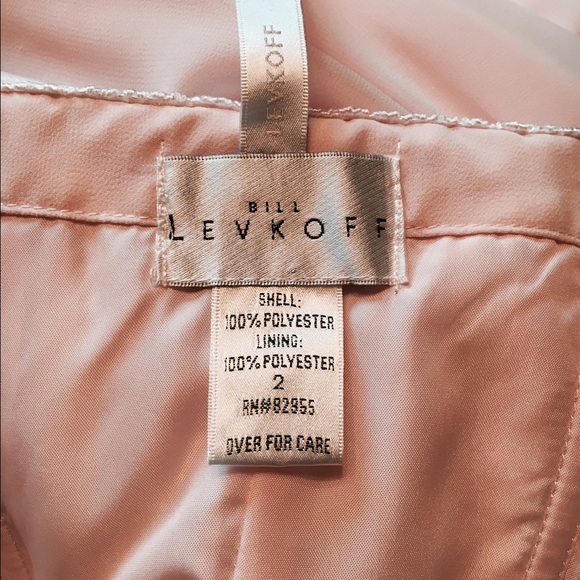 LEVKOFF
BILL
LEVKOFF
SHELL:
100% POLYESTER
LINING:
100% POLYESTER
2
RN#82955
OVER FOR CARE